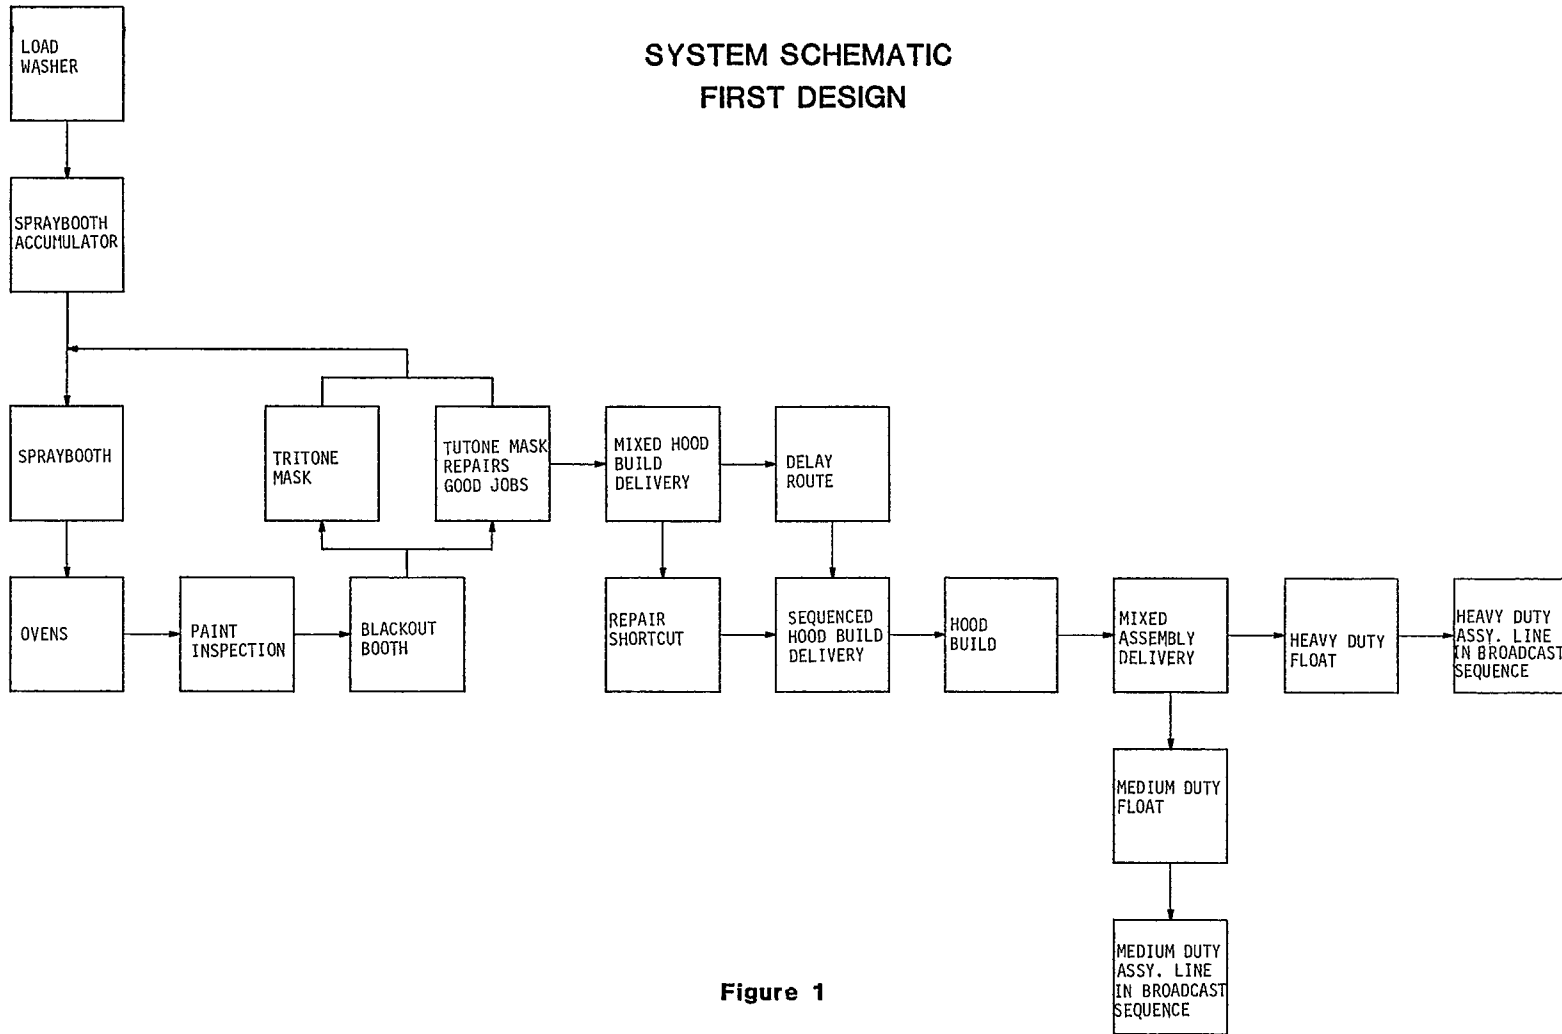 SYSTEM SCHEMATIC
FIRST DESIGN
LOAD
WASHER
SPRAYBOOTH
ACCUMULATOR
SPRAYBOOTH
TRITONE
MASK
TUTONE MASK
REPAIRS
GOOD JOBS
MIXED HOOD
BUILD
DELIVERY
DELAY
ROUTE
OVENS
PAINT
INSPECTION
BLACKOUT
BOOTH
REPAIR
SHORTCUT
SEQUENCED
HOOD BUILD
DELIVERY
HOOD
BUILD
MIXED
ASSEMBLY
DELIVERY
HEAVY DUTY
FLOAT
HEAVY DUTY
ASSY. LINE
IN BROADCAST
SEQUENCE
MEDIUM DUTY
FLOAT
MEDIUM DUTY
ASSY. LINE
IN BROADCAST
SEQUENCE
Figure 1